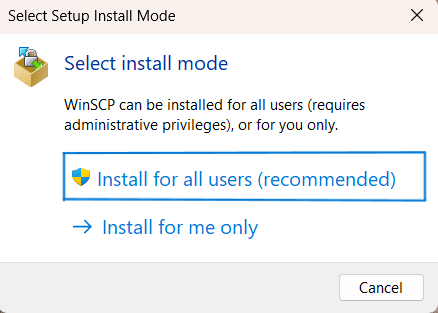 Select Setup Install Mode
Select install mode
WinSCP can be installed for all users (requires
administrative privileges), or for you only.
Install for all users (recommended)
Install for me only
Cancel